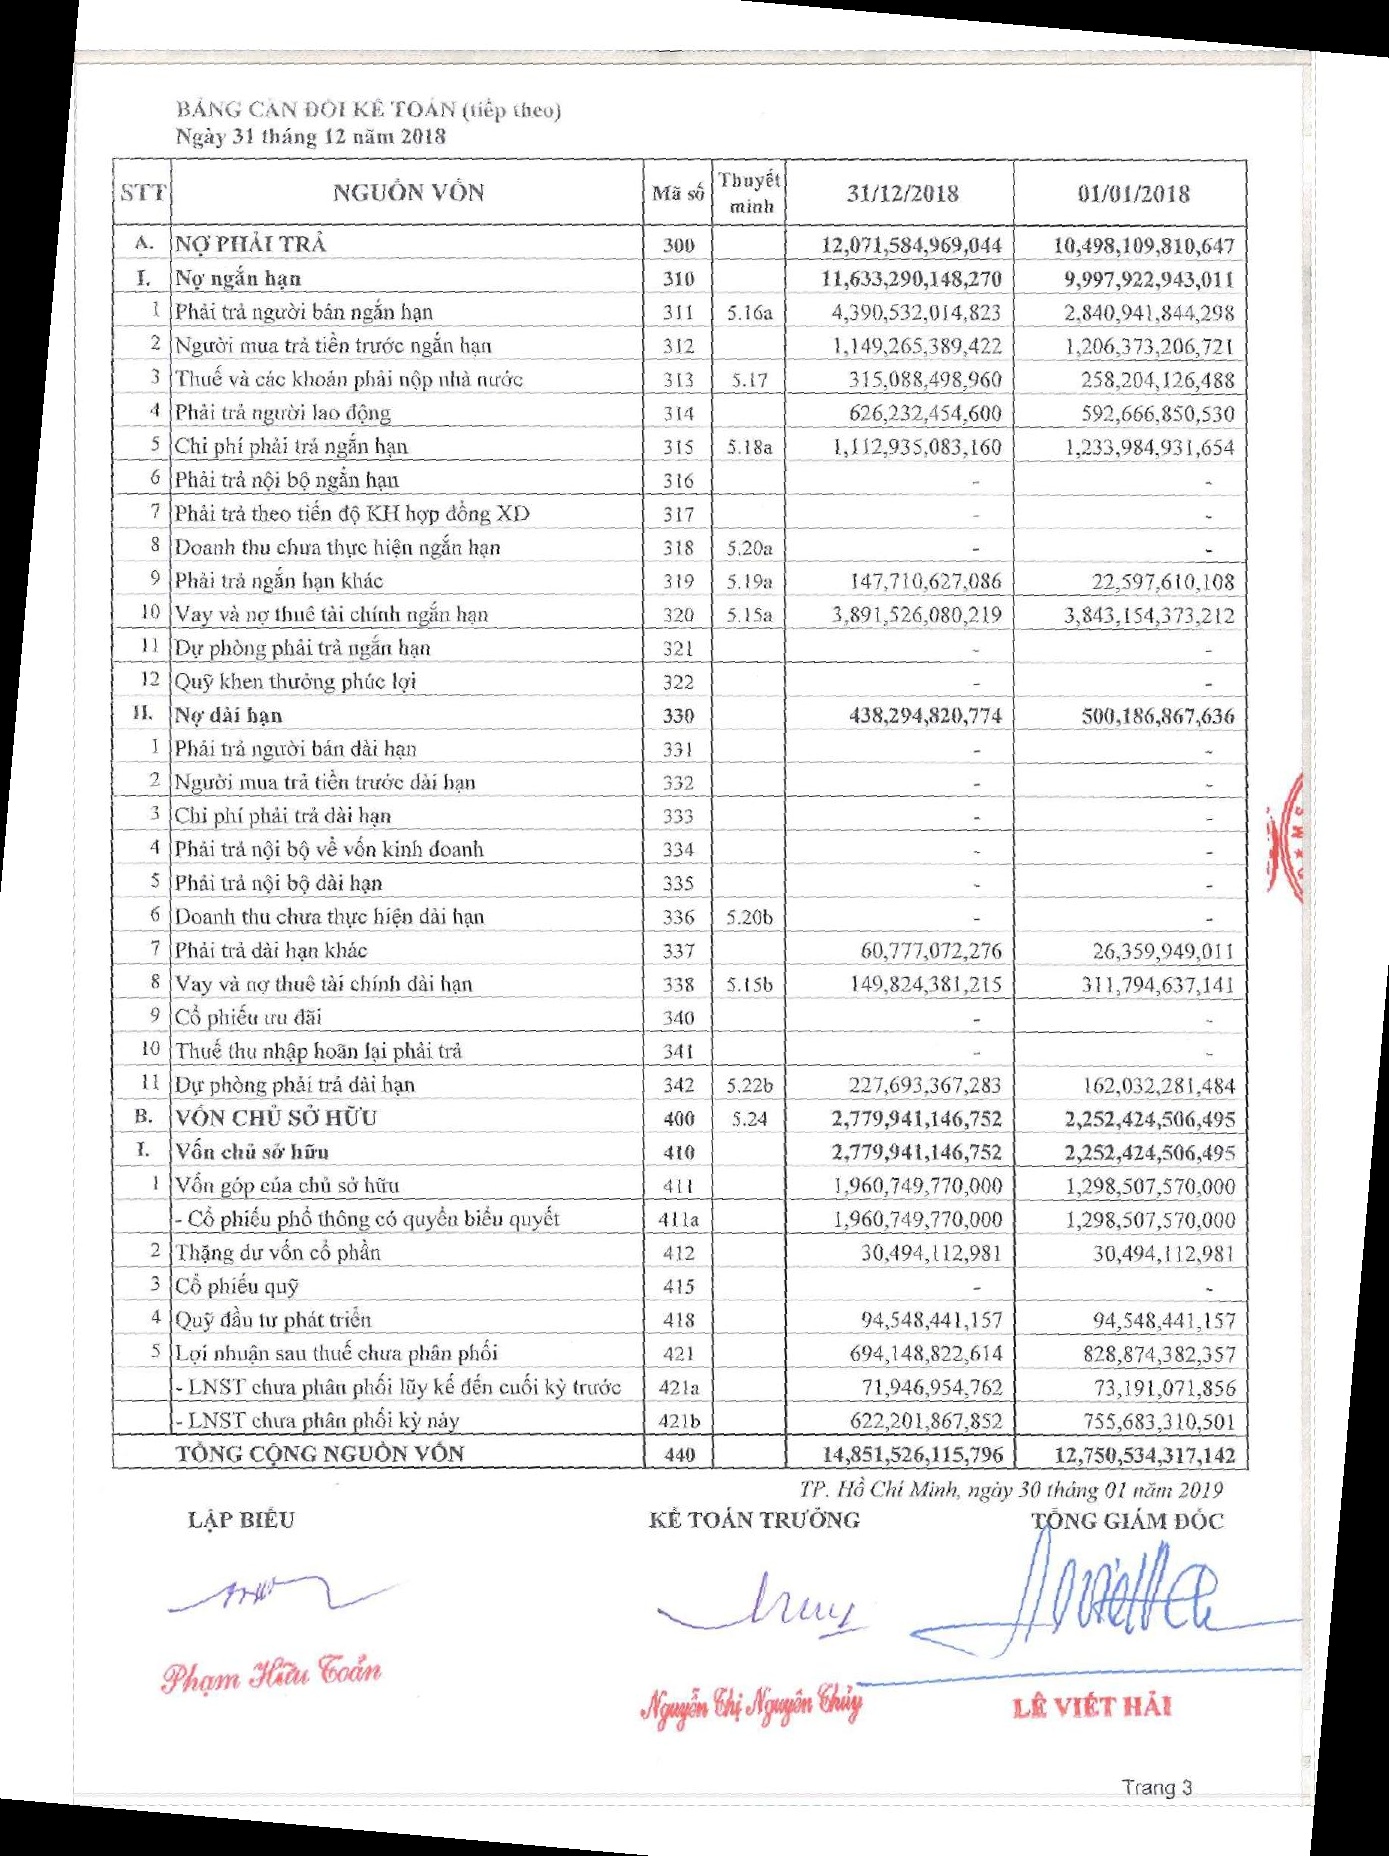 BẢNG CÂN ĐỐI KẾ TOÁN (tiếp theo)
Ngày 31 tháng 12 năm 2018
STT NGUỒN VỐN Mã số Thuyết minh 31/12/2018 01/01/2018
A. NỢ PHẢI TRẢ 300 12,071,584,969,044 10,498,109,810,647
I. Nợ ngắn hạn 310 11,633,290,148,270 9,997,922,943,011
1 Phải trả người bán ngắn hạn 311 5.16a 4,390,532,014,823 2,840,941,844,298
2 Người mua trả tiền trước ngắn hạn 312 1,149,265,389,422 1,206,373,206,721
3 Thuế và các khoản phải nộp nhà nước 313 5.17 315,088,498,960 258,204,126,488
4 Phải trả người lao động 314 626,232,454,600 592,666,850,530
5 Chi phí phải trả ngắn hạn 315 5.18a 1,112,935,083,160 1,233,984,931,654
6 Phải trả nội bộ ngắn hạn 316 - -
7 Phải trả theo tiến độ KH hợp đồng XD 317 - -
8 Doanh thu chưa thực hiện ngắn hạn 318 5.20a - -
9 Phải trả ngắn hạn khác 319 5.19a 147,710,627,086 22,597,610,108
10 Vay và nợ thuê tài chính ngắn hạn 320 5.15a 3,891,526,080,219 3,843,154,373,212
11 Dự phòng phải trả ngắn hạn 321 - -
12 Quỹ khen thưởng phúc lợi 322 - -
II. Nợ dài hạn 330 438,294,820,774 500,186,867,636
1 Phải trả người bán dài hạn 331 - -
2 Người mua trả tiền trước dài hạn 332 - -
3 Chi phí phải trả dài hạn 333 - -
4 Phải trả nội bộ về vốn kinh doanh 334 - -
5 Phải trả nội bộ dài hạn 335 - -
6 Doanh thu chưa thực hiện dài hạn 336 5.20b - -
7 Phải trả dài hạn khác 337 60,777,072,276 26,359,949,011
8 Vay và nợ thuê tài chính dài hạn 338 5.15b 149,824,381,215 311,794,637,141
9 Cổ phiếu ưu đãi 340 - -
10 Thuế thu nhập hoãn lại phải trả 341 - -
11 Dự phòng phải trả dài hạn 342 5.22b 227,693,367,283 162,032,281,484
B. VỐN CHỦ SỞ HỮU 400 5.24 2,779,941,146,752 2,252,424,506,495
I. Vốn chủ sở hữu 410 2,779,941,146,752 2,252,424,506,495
1 Vốn góp của chủ sở hữu 411 1,960,749,770,000 1,298,507,570,000
- Cổ phiếu phổ thông có quyền biểu quyết 411a 1,960,749,770,000 1,298,507,570,000
2 Thặng dư vốn cổ phần 412 30,494,112,981 30,494,112,981
3 Cổ phiếu quỹ 415 - -
4 Quỹ đầu tư phát triển 418 94,548,441,157 94,548,441,157
5 Lợi nhuận sau thuế chưa phân phối 421 694,148,822,614 828,874,382,357
- LNST chưa phân phối lũy kế đến cuối kỳ trước 421a 71,946,954,762 73,191,071,856
- LNST chưa phân phối kỳ này 421b 622,201,867,852 755,683,310,501
TỔNG CỘNG NGUỒN VỐN 440 14,851,526,115,796 12,750,534,317,142
TP. Hồ Chí Minh, ngày 30 tháng 01 năm 2019
LẬP BIỂU KẾ TOÁN TRƯỞNG TỔNG GIÁM ĐỐC
Phạm Hữu Toản Nguyễn Thị Nguyên Thủy LÊ VIẾT HẢI
Trang 3